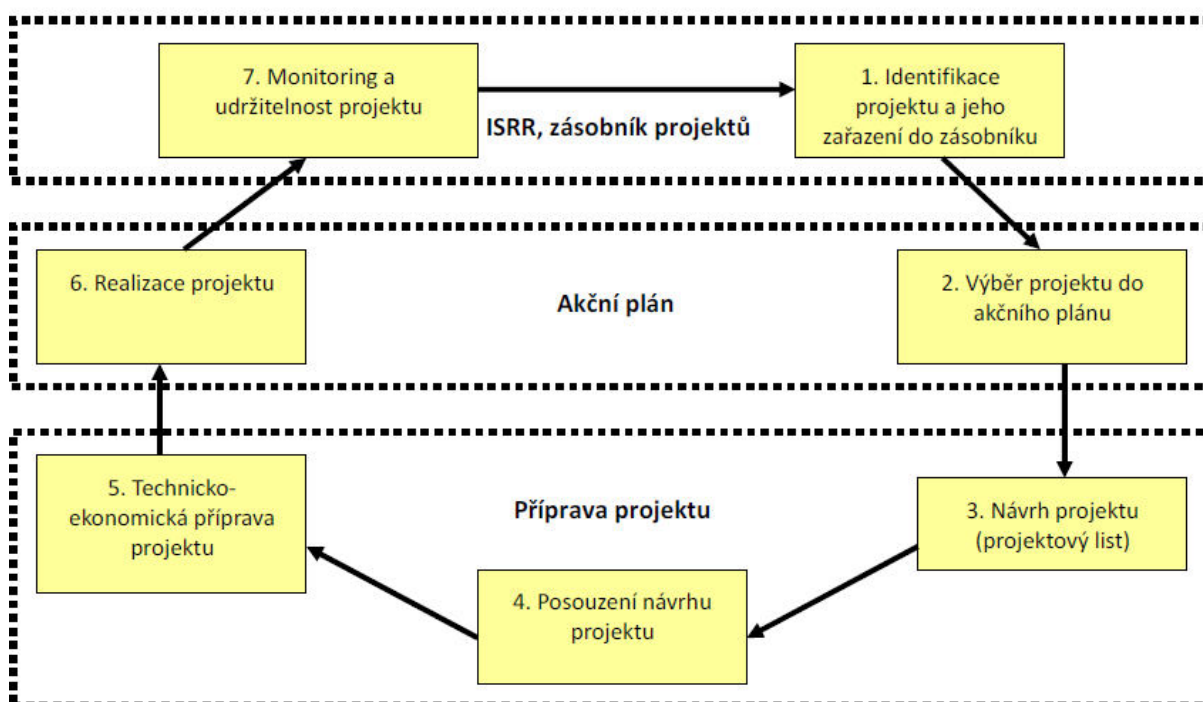 7. Monitoring a
udržitelnost projektu
1. Identifikace
projektu a jeho
zařazení do zásobníku
ISRR, zásobník projektů
6. Realizace projektu
Akční plán
2. Výběr projektu do
akčního plánu
5. Technicko-
ekonomická příprava
projektu
Příprava projektu
3. Návrh projektu
(projektový list)
4. Posouzení návrhu
projektu